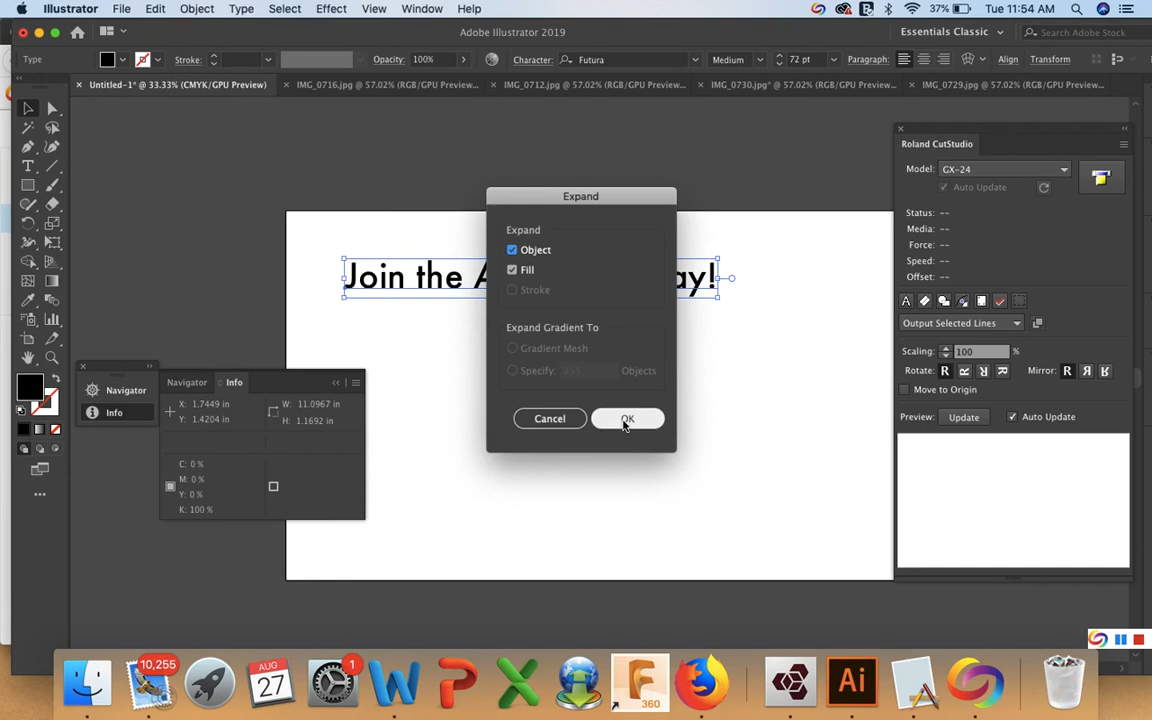 Illustrator File Edit Object Type Select Effect View Window Help 37% Tue 11:54 AM
Adobe Illustrator 2019 Essentials Classic Search Adobe Stock
Type Stroke: Opacity: 100% Character: Futura Medium 72 pt Paragraph: Align Transform
Untitled-1* @ 33.33% (CMYK/GPU Preview) IMG_0716.jpg @ 57.02% (RGB/GPU Preview... IMG_0712.jpg @ 57.02% (RGB/GPU Preview... IMG_0730.jpg* @ 57.02% (RGB/GPU Preview... IMG_0729.jpg @ 57.02% (RGB/GPU Preview...
Roland CutStudio
Model: GX-24
Auto Update
Status: --
Media: --
Force: --
Speed: --
Offset: --
Output Selected Lines
Scaling: 100 %
Rotate: R R R R Mirror: R R R
Move to Origin
Preview: Update Auto Update
Expand
Expand
Object
Fill
Stroke
Expand Gradient To
Gradient Mesh
Specify: 255 Objects
Cancel OK
Join the A ay!
Navigator
Info
Navigator Info
X: 1.7449 in W: 11.0967 in
Y: 1.4204 in H: 1.1692 in
C: 0 %
M: 0 %
Y: 0 %
K: 100 %
10,255
AUG
27
1
360
Ai